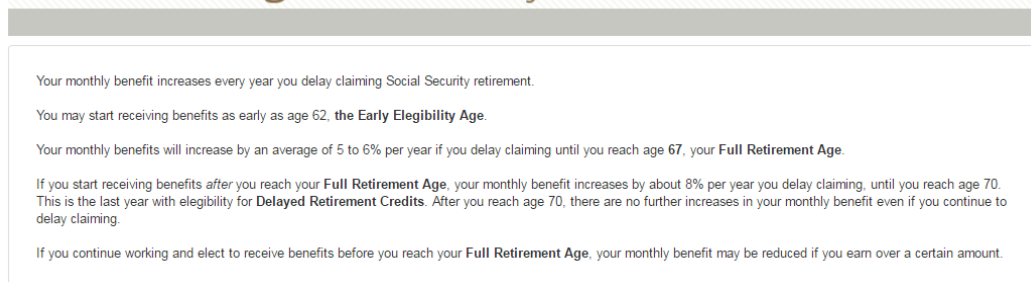 Your monthly benefit increases every year you delay claiming Social Security retirement.
You may start receiving benefits as early as age 62, the Early Elegibility Age.
Your monthly benefits will increase by an average of 5 to 6% per year if you delay claiming until you reach age 67, your Full Retirement Age.
If you start receiving benefits after you reach your Full Retirement Age, your monthly benefit increases by about 8% per year you delay claiming, until you reach age 70.
This is the last year with elegibility for Delayed Retirement Credits. After you reach age 70, there are no further increases in your monthly benefit even if you continue to
delay claiming.
If you continue working and elect to receive benefits before you reach your Full Retirement Age, your monthly benefit may be reduced if you earn over a certain amount.